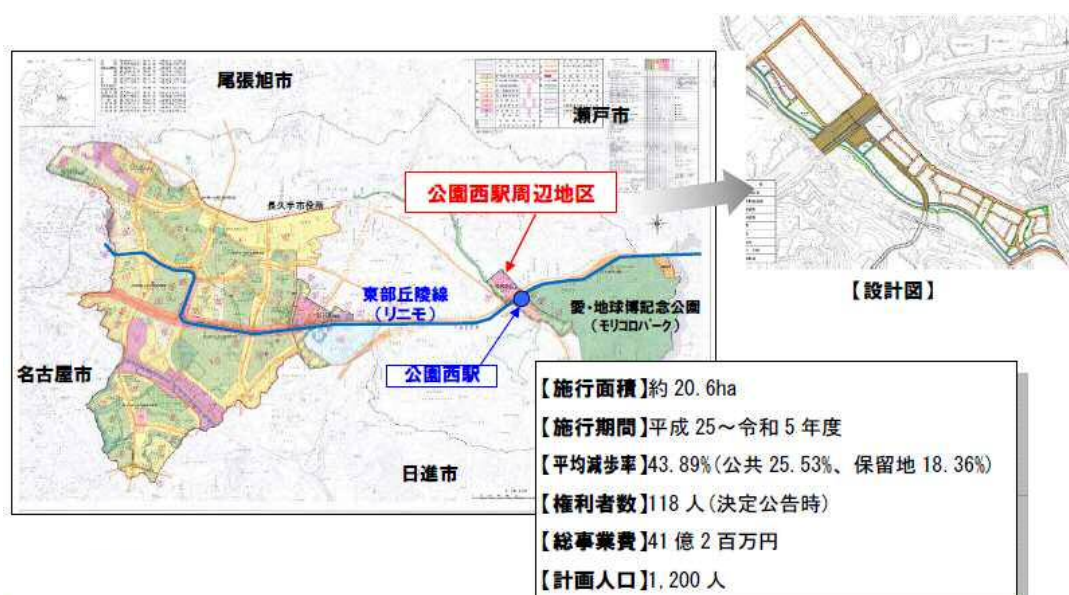 尾張旭市
瀬戸市
公園西駅周辺地区
長久手市役所
東部丘陵線
（リニモ）
愛・地球博記念公園
（モリコロパーク）
公園西駅
名古屋市
日進市
【設計図】
【施行面積】約 20.6ha
【施行期間】平成 25～令和 5 年度
【平均減歩率】43.89%(公共 25.53%、保留地 18.36%)
【権利者数】118 人(決定公告時)
【総事業費】41 億 2 百万円
【計画人口】1,200 人